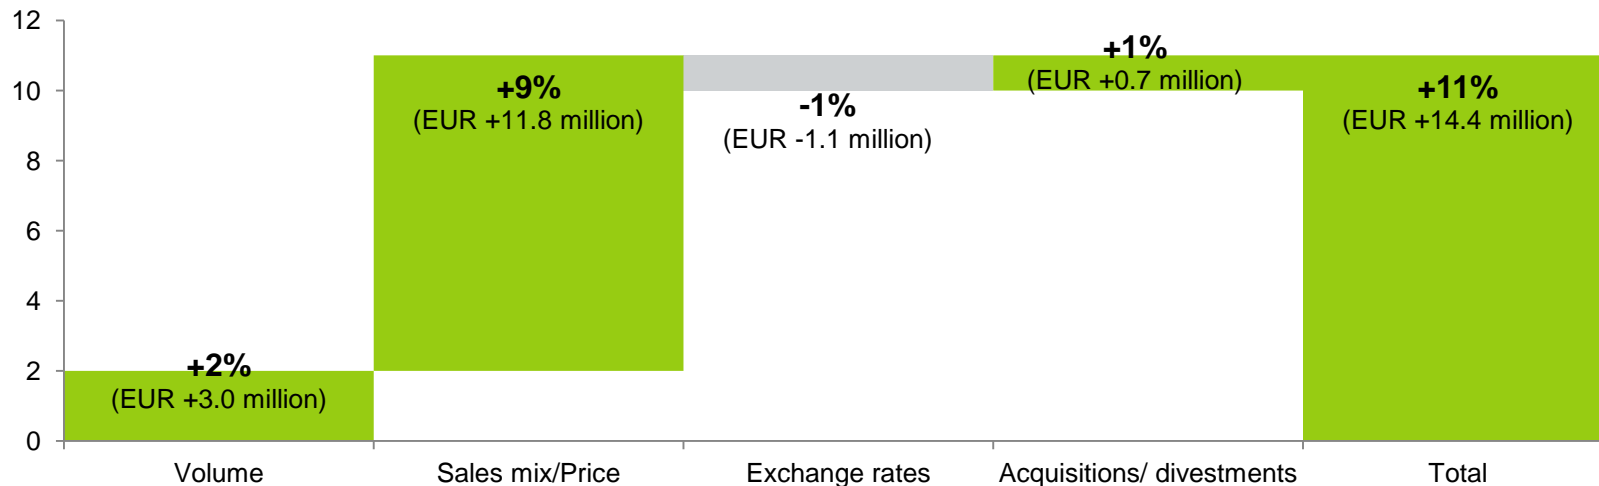 12
10
8
6
4
2
0
+2%
(EUR +3.0 million)
+9%
(EUR +11.8 million)
-1%
(EUR -1.1 million)
+1%
(EUR +0.7 million)
+11%
(EUR +14.4 million)
Volume
Sales mix/Price
Exchange rates
Acquisitions/ divestments
Total